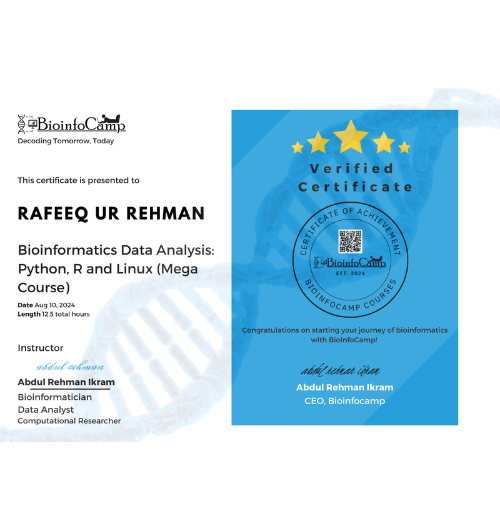 BioinfoCamp
Decoding Tomorrow, Today
This certificate is presented to
RAFEEQ UR REHMAN
Bioinformatics Data Analysis:
Python, R and Linux (Mega
Course)
Date Aug 10, 2024
Length 12.5 total hours
Instructor
abdul rehman
Abdul Rehman Ikram
Bioinformatician
Data Analyst
Computational Researcher
Verified
Certificate
CERTIFICATE OF ACHIEVEMENT
BioinfoCamp
EST. 2024
BIOINFOCAMP COURSES
Congratulations on starting your journey of bioinformatics
with BioInfoCamp!
abdul rehman ikram
Abdul Rehman Ikram
CEO, Bioinfocamp